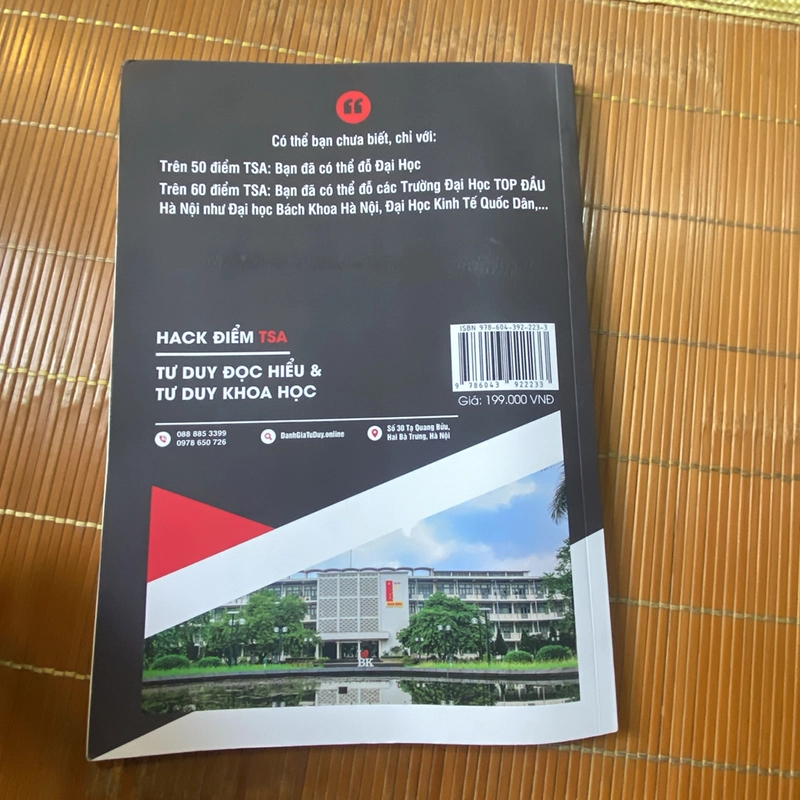 Có thể bạn chưa biết, chỉ với:
Trên 50 điểm TSA: Bạn đã có thể đỗ Đại Học
Trên 60 điểm TSA: Bạn đã có thể đỗ các Trường Đại Học TOP ĐẦU
Hà Nội như Đại học Bách Khoa Hà Nội, Đại Học Kinh Tế Quốc Dân,...
HACK ĐIỂM TSA
TƯ DUY ĐỌC HIỂU &
TƯ DUY KHOA HỌC
ISBN 978-604-392-223-3
9 786043 922233
Giá: 199.000 VNĐ
088 885 3399
0978 650 726
DanhGiaTuDuy.online
Số 30 Tạ Quang Bửu,
Hai Bà Trưng, Hà Nội
BK